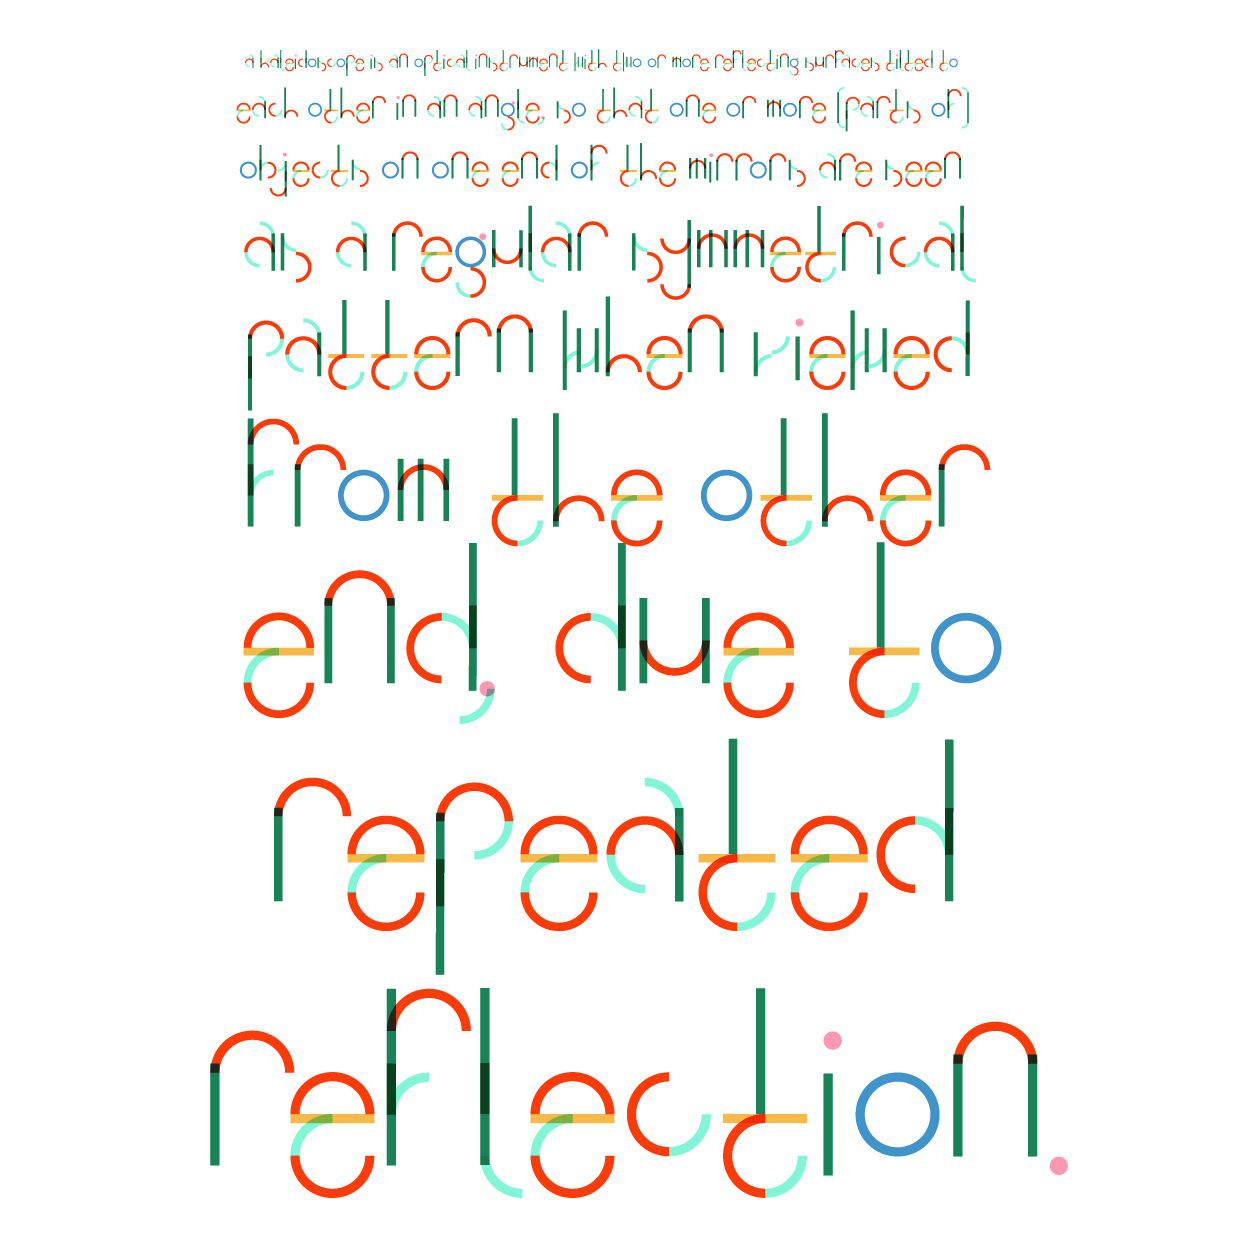 a kaleidoscope is an optical instrument with two or more reflecting surfaces tilted to
each other in an angle, so that one or more (parts of)
objects on one end of the mirrors are seen
as a regular symmetrical
pattern when viewed
from the other
end, due to
repeated
reflection.